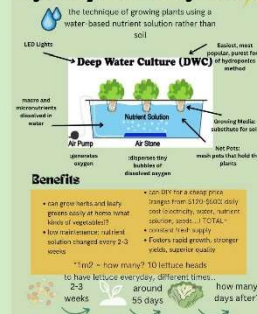 the technique of growing plants using a
water-based nutrient solution rather than
soil
LED Lights
Easiest, most
popular, purest for
of hydroponics
method
Deep Water Culture (DWC)
macro and
micronutrients
dissolved in
water
Nutrient Solution
Growing Media:
substitute for soil
Net Pots:
mesh pots that hold the
plants
Air Pump
:generates
oxygen
Air Stone
:disperses tiny
bubbles of
dissolved oxygen
Benefits
• can grow herbs and leafy
greens easily at home (what
kinds of vegetables)?
• low maintenance: nutrient
solution changed every 2-3
weeks
• can DIY for a cheap price
(ranges from $120-$600; daily
cost (electricity, water, nutrient
solution, seeds...) TOTAL~
• constant fresh supply
• Fosters rapid growth, stronger
yields, superior quality
*1m2 ~ how many? 10 lettuce heads
to have lettuce everyday, different times..
2-3
weeks
around
55 days
how many
days after?